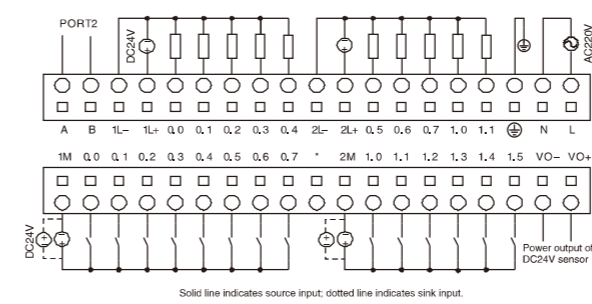 PORT2
DC24V
DC24V
AC220V
A B 1L- 1L+ 0.0 0.1 0.2 0.3 0.4 2L- 2L+ 0.5 0.6 0.7 1.0 1.1 N L
1M 0.0 0.1 0.2 0.3 0.4 0.5 0.6 0.7 * 2M 1.0 1.1 1.2 1.3 1.4 1.5 VO- VO+
DC24V
DC24V
Power output of
DC24V sensor
Solid line indicates source input; dotted line indicates sink input.